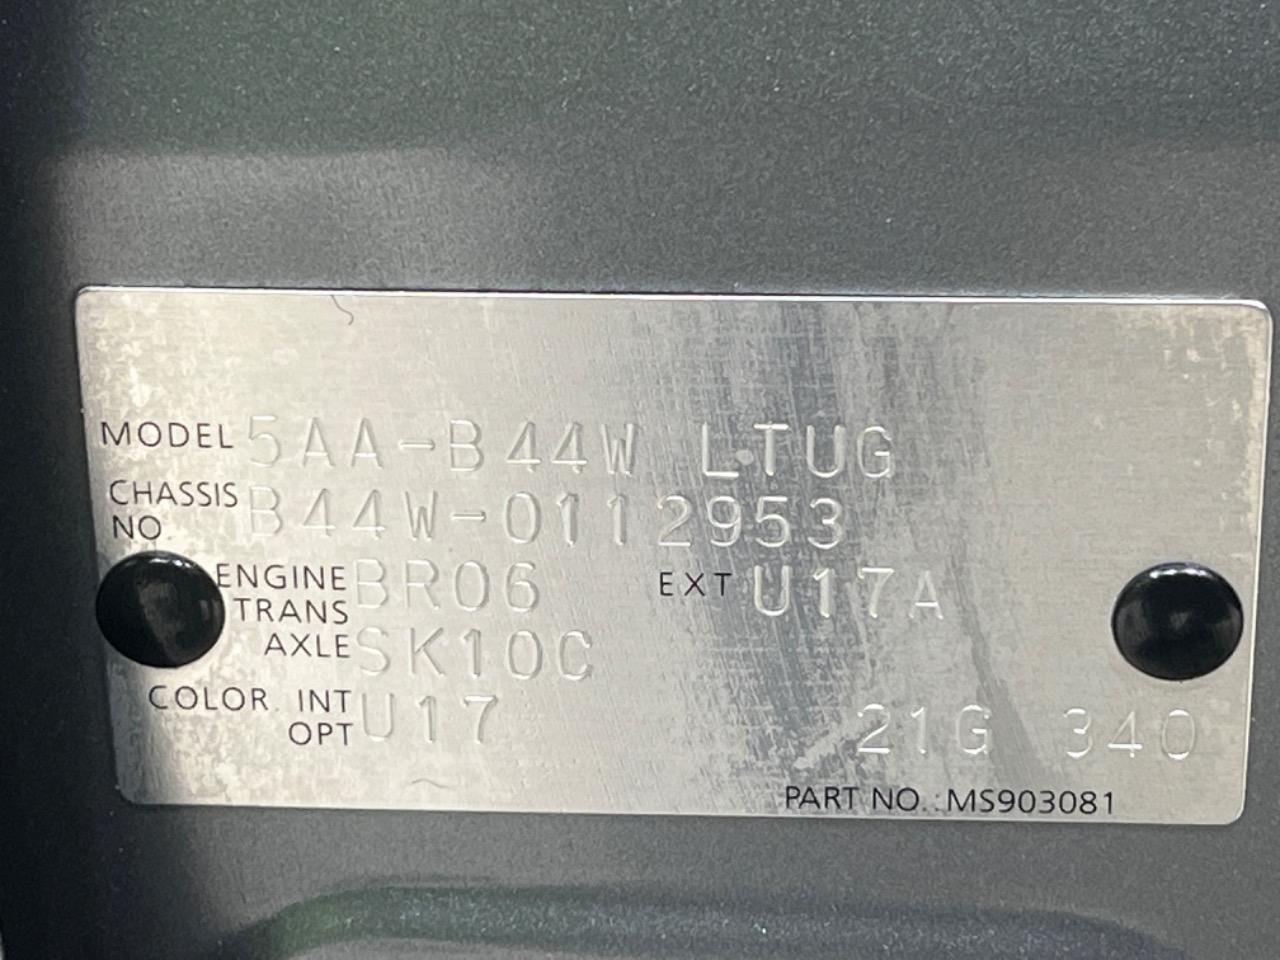 MODEL 5AA-B44W LTUG
CHASSIS NO. B44W-0112953
ENGINE BR06 EXT U17A
TRANS AXLE SK10C
COLOR INT OPT U17 21G 340
PART NO.:MS903081